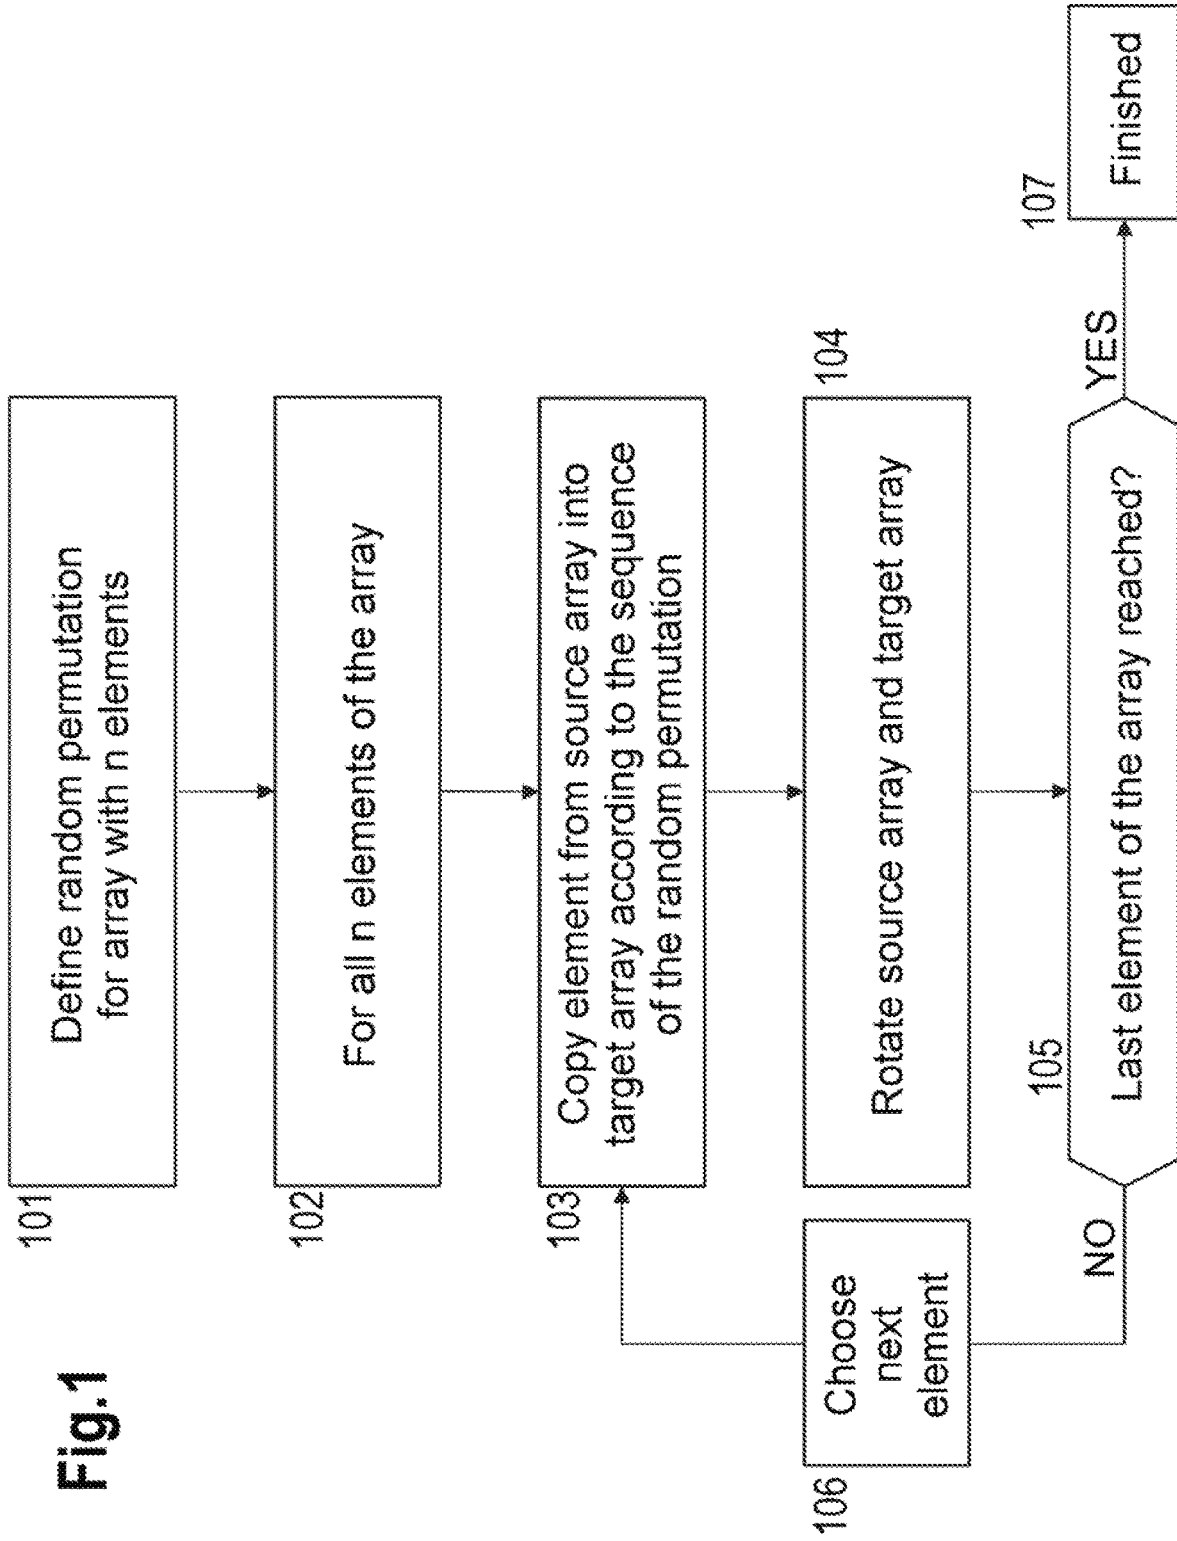 Fig.1
101
Define random permutation
for array with n elements
102
For all n elements of the array
103
Copy element from source array into
target array according to the sequence
of the random permutation
104
Rotate source array and target array
105
Last element of the array reached?
NO
YES
106
Choose
next
element
107
Finished